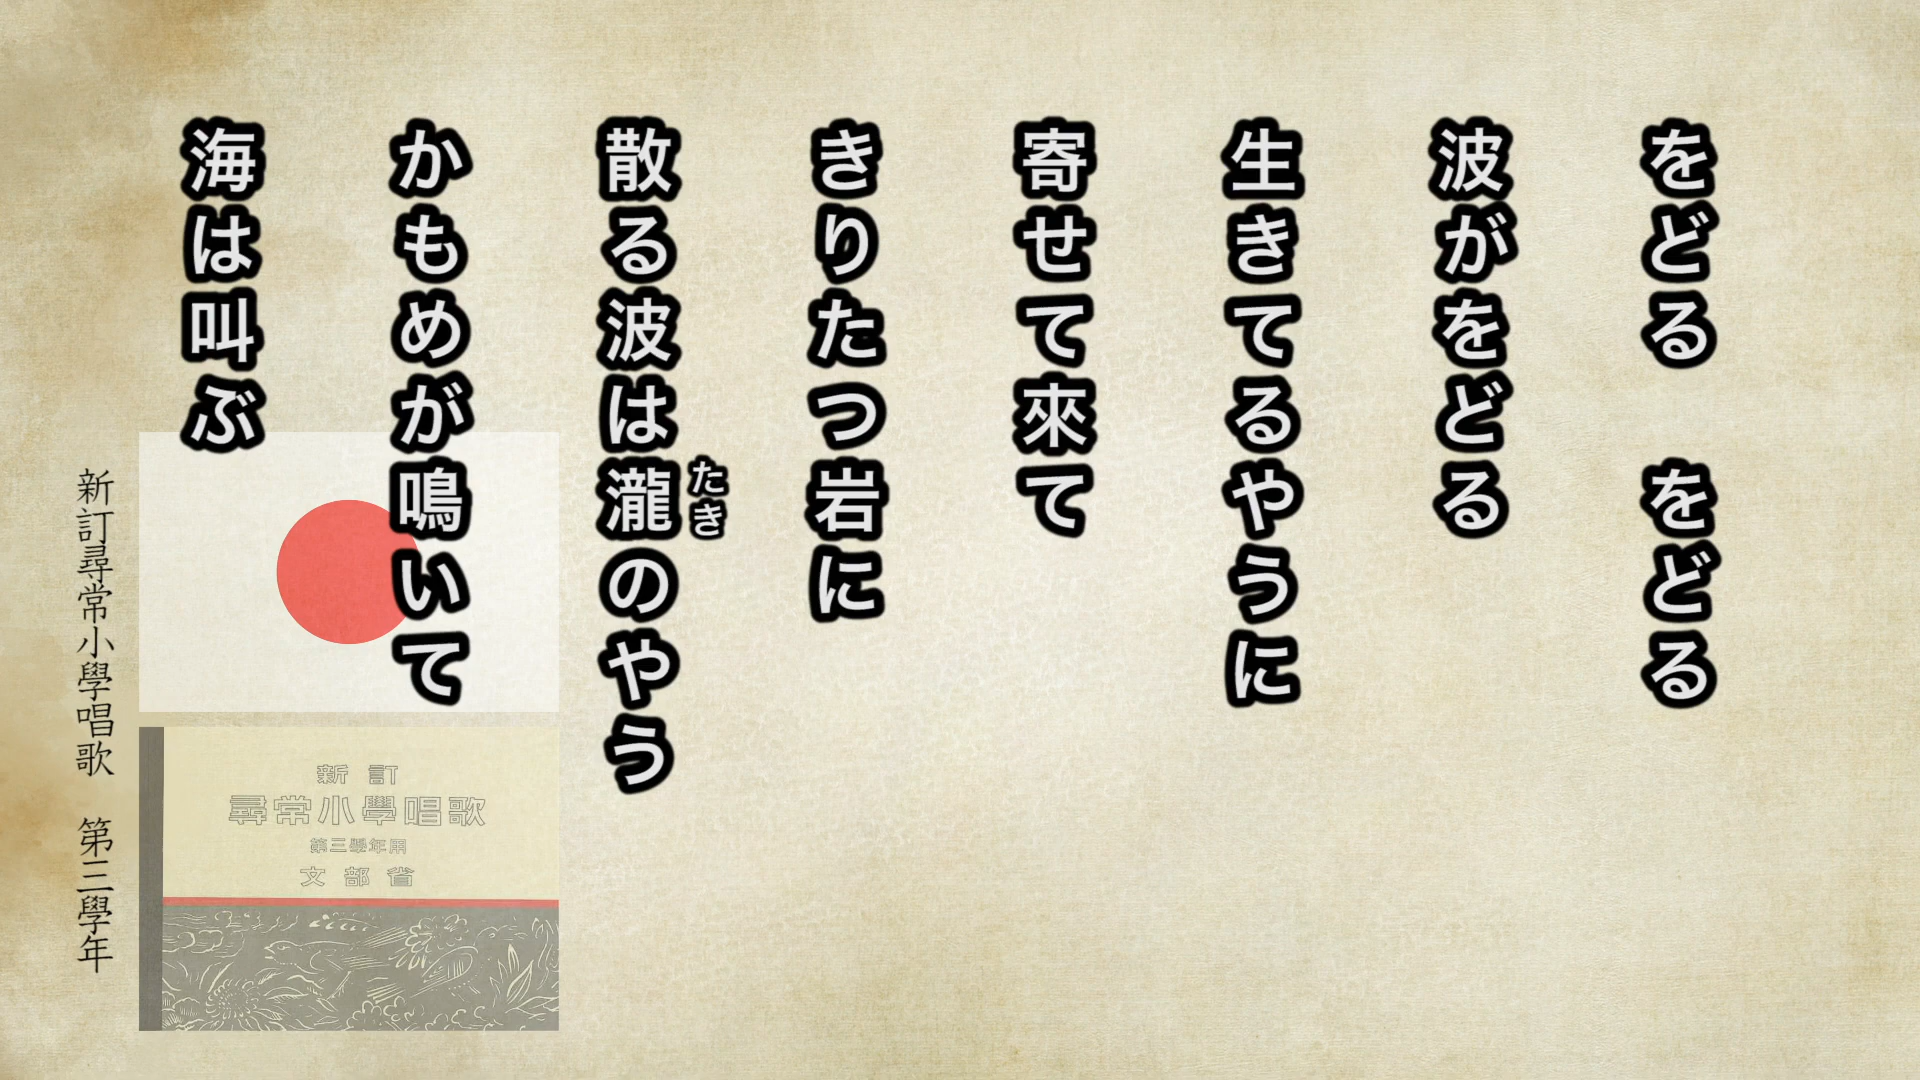 をどる　をどる
波がをどる
生きてるやうに
寄せて來て
きりたつ岩に
散る波は瀧のやう
たき
かもめが鳴いて
海は叫ぶ
新訂尋常小學唱歌　第三學年
新訂
尋常小學唱歌
第三學年用
文部省